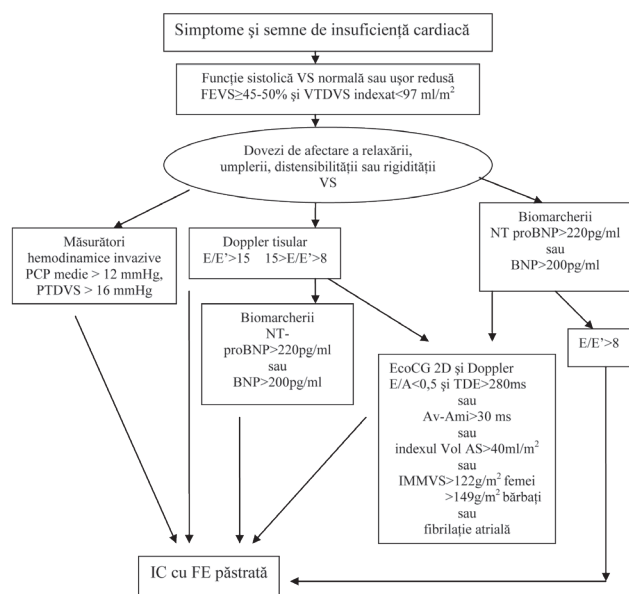 Simptome şi semne de insuficienţă cardiacă
Funcţie sistolică VS normală sau uşor redusă
FEVS≥45-50% şi VTDVS indexat<97 ml/m²
Dovezi de afectare a relaxării,
umplerii, distensibilităţii sau rigidităţii
VS
Măsurători
hemodinamice invazive
PCP medie > 12 mmHg,
PTDVS > 16 mmHg
Doppler tisular
E/E’>15 15>E/E’>8
Biomarcherii
NT proBNP>220pg/ml
sau
BNP>200pg/ml
Biomarcherii
NT-
proBNP>220pg/ml
sau
BNP>200pg/ml
E/E’>8
EcoCG 2D şi Doppler
E/A<0,5 şi TDE>280ms
sau
Av-Ami>30 ms
sau
indexul Vol AS>40ml/m²
sau
IMMVS>122g/m² femei
>149g/m² bărbaţi
sau
fibrilaţie atrială
IC cu FE păstrată